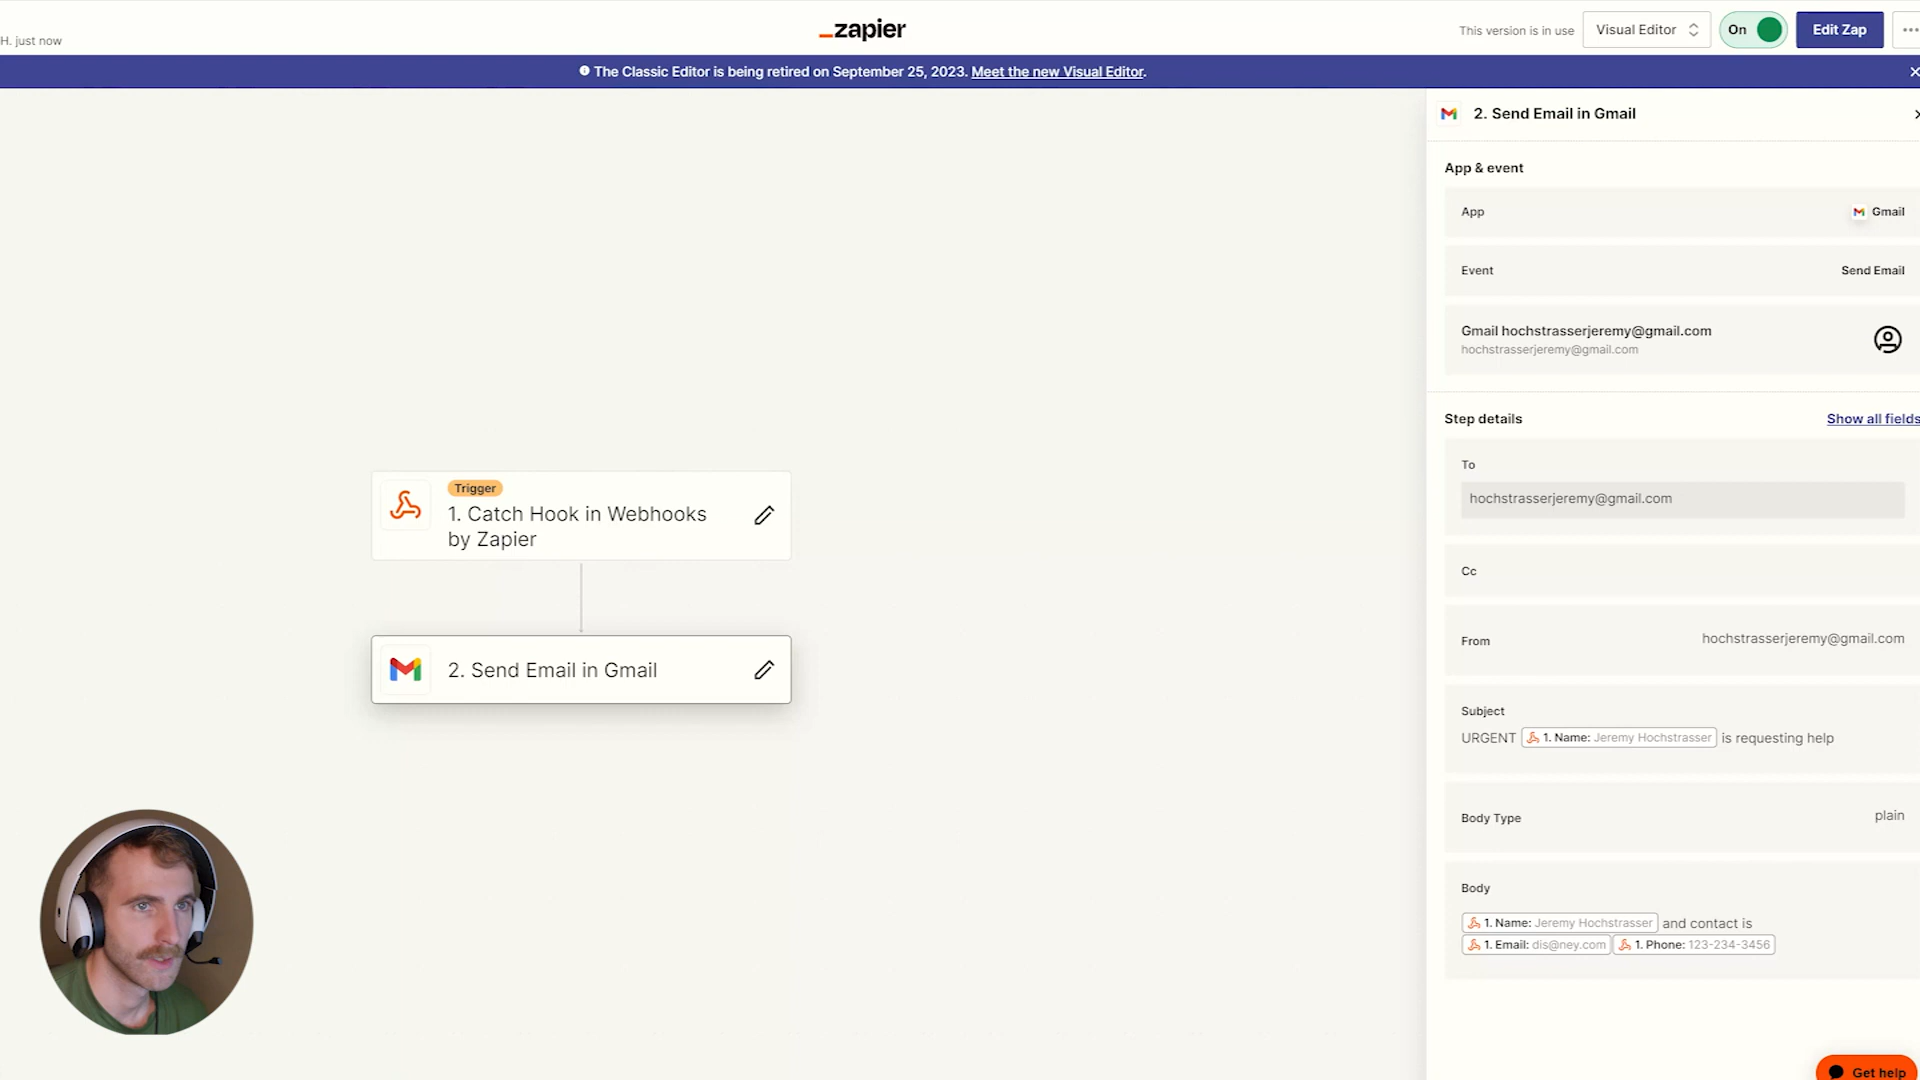 H. just now
zapier
This version is in use
Visual Editor
On
Edit Zap
The Classic Editor is being retired on September 25, 2023. Meet the new Visual Editor.
2. Send Email in Gmail
App & event
App
Gmail
Event
Send Email
Gmail hochstrasserjeremy@gmail.com
hochstrasserjeremy@gmail.com
Step details
Show all fields
To
hochstrasserjeremy@gmail.com
Cc
From
hochstrasserjeremy@gmail.com
Subject
URGENT 1. Name: Jeremy Hochstrasser is requesting help
Body Type
plain
Body
1. Name: Jeremy Hochstrasser and contact is
1. Email: dis@ney.com 1. Phone: 123-234-3456
Trigger
1. Catch Hook in Webhooks
by Zapier
2. Send Email in Gmail
Get help